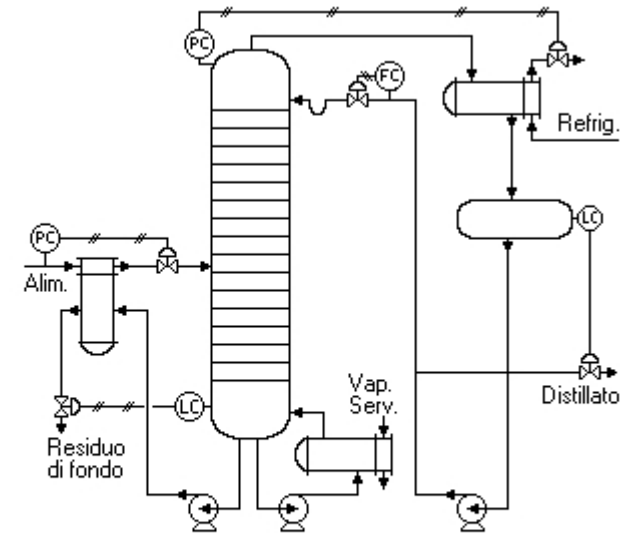 PC
FC
Refrig.
LC
PC
Alim.
Vap.
Serv.
LC
Distillato
Residuo
di fondo